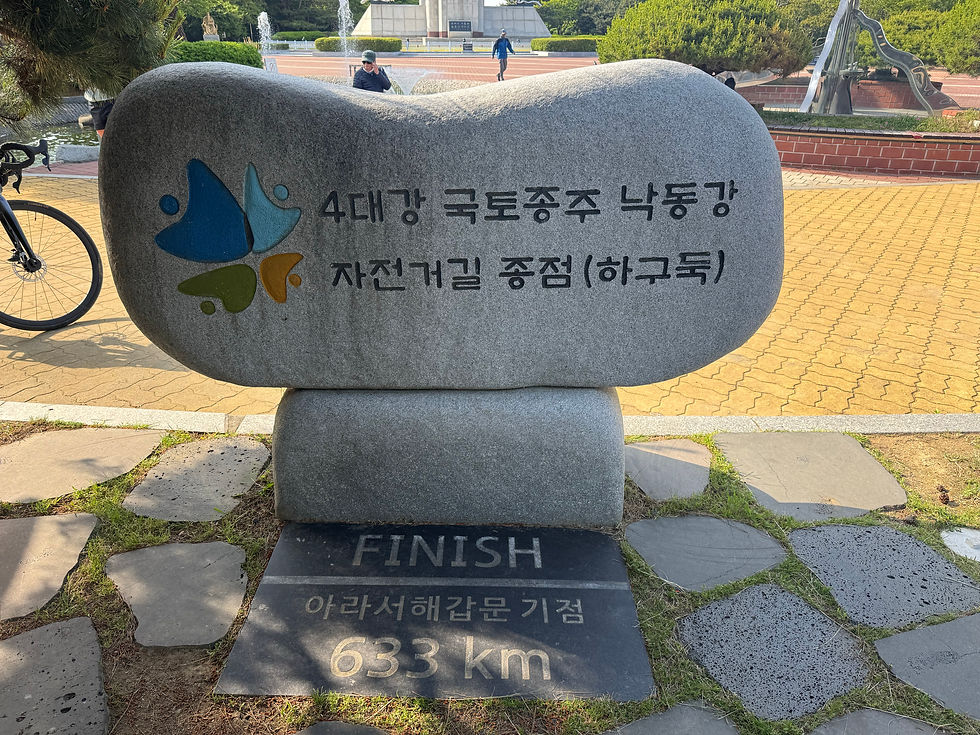 4대강 국토종주 낙동강
자전거길 종점(하구둑)
FINISH
아라서해갑문 기점
633 km